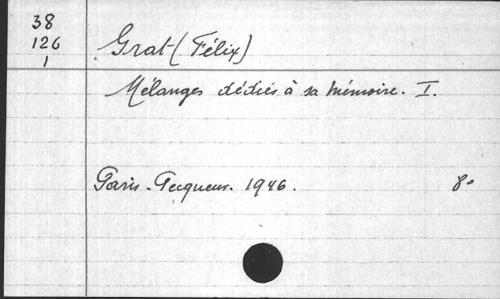 38
126
1
Grat (Félix)
Mélanges dédiés à sa mémoire. I.
Paris. Pecqueur. 1946. 8°